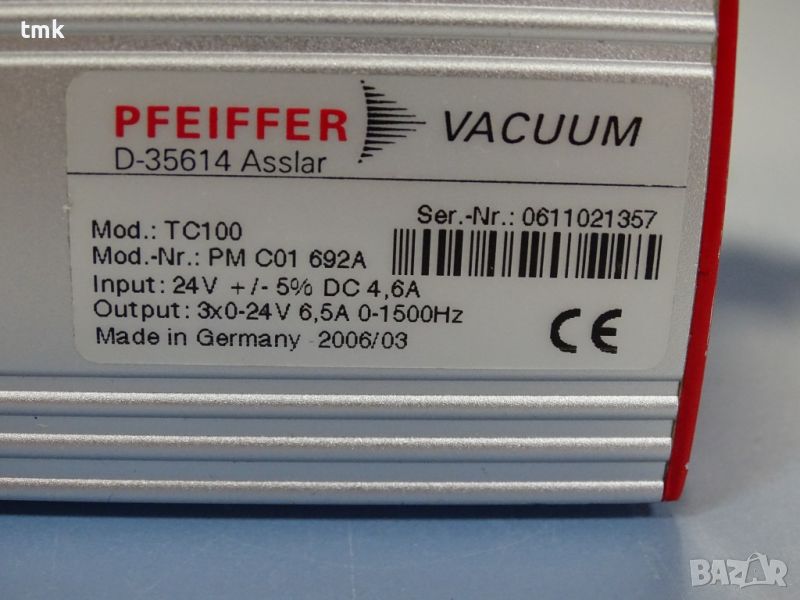 tmk
PFEIFFER VACUUM
D-35614 Asslar
Ser.-Nr.: 0611021357
Mod.: TC100
Mod.-Nr.: PM C01 692A
Input: 24V +/- 5% DC 4,6A
Output: 3x0-24V 6,5A 0-1500Hz
Made in Germany 2006/03
CE
BAZAR